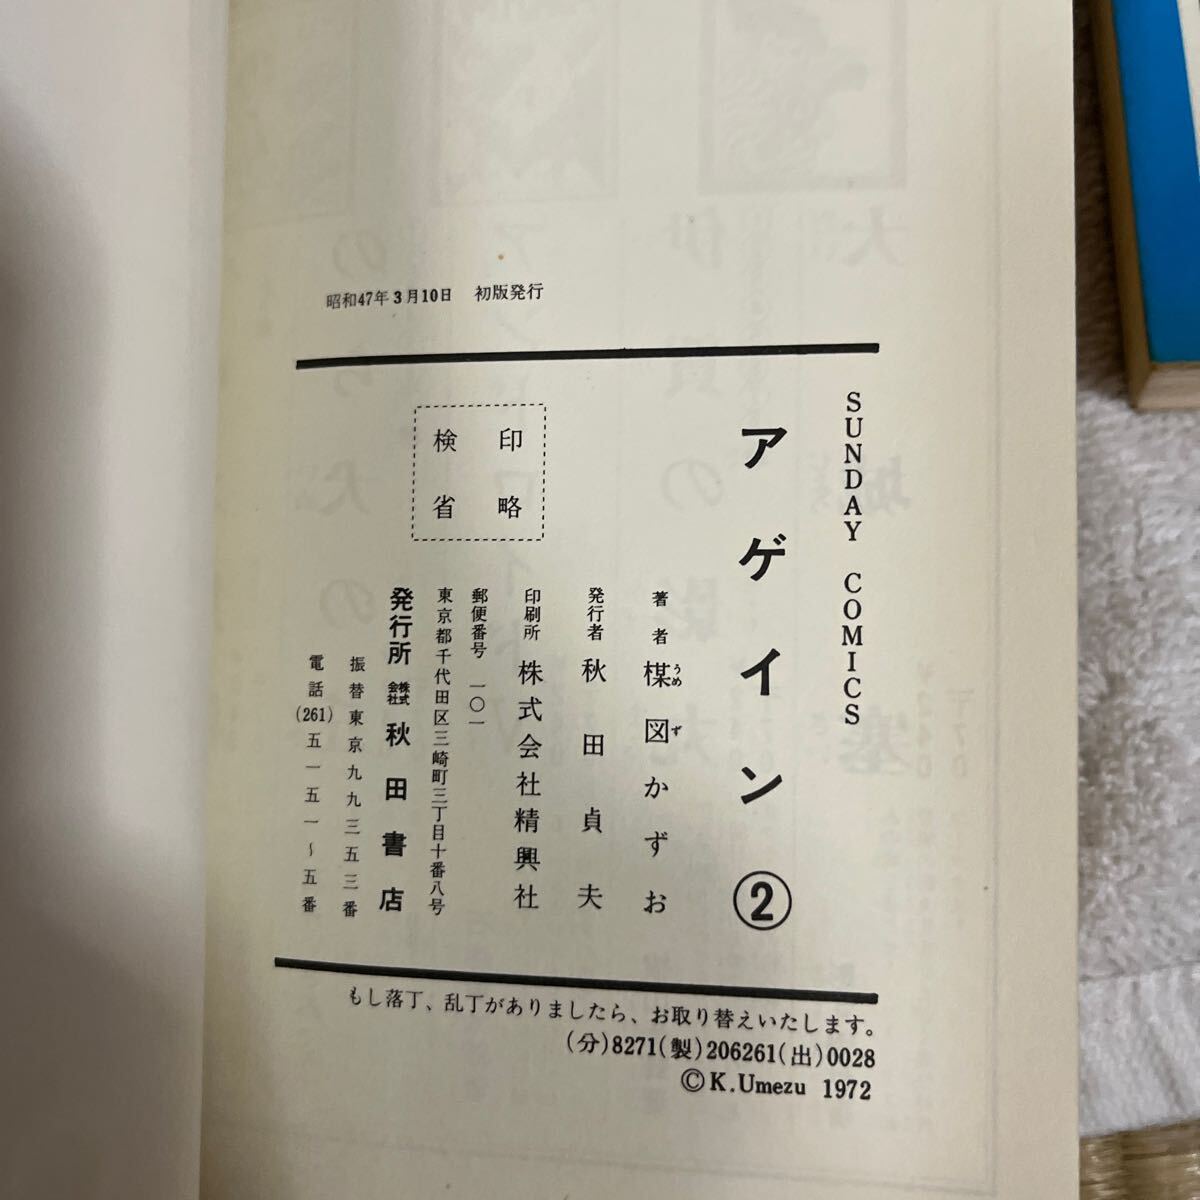 昭和47年3月10日 初版発行
SUNDAY COMICS
アゲイン②
著者 楳図かずお
うめ ず
発行者 秋田貞夫
印刷所 株式会社精興社
印略
検省
郵便番号 一〇一
東京都千代田区三崎町三丁目十番八号
発行所 株式会社 秋田書店
振替東京九九三五三番
電話(261)五一五一〜五番
もし落丁、乱丁がありましたら、お取り替えいたします。
(分)8271(製)206261(出)0028
©K.Umezu 1972